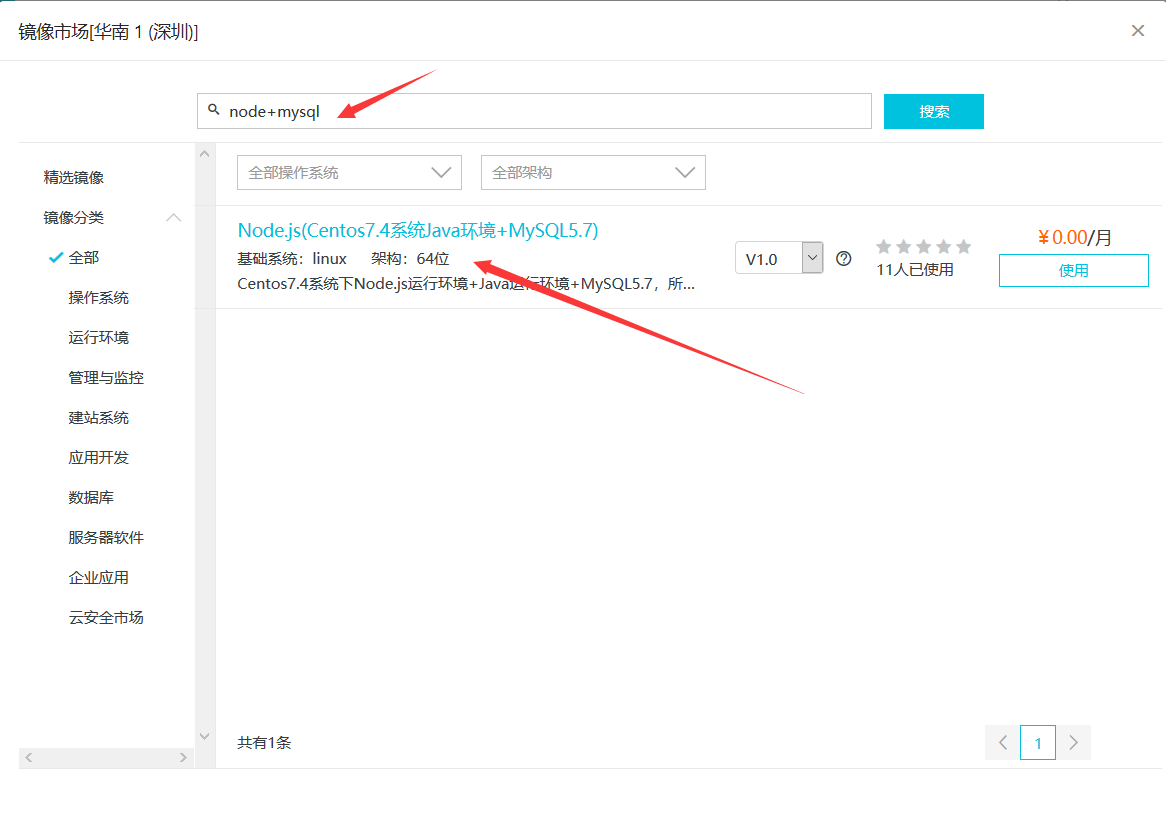 镜像市场[华南 1 (深圳)]
node+mysql
搜索
精选镜像
镜像分类
全部
操作系统
运行环境
管理与监控
建站系统
应用开发
数据库
服务器软件
企业应用
云安全市场
全部操作系统
全部架构
Node.js(Centos7.4系统Java环境+MySQL5.7)
基础系统：linux 架构：64位
Centos7.4系统下Node.js运行环境+Java运行环境+MySQL5.7，所...
V1.0
11人已使用
¥0.00/月
使用
共有1条
1